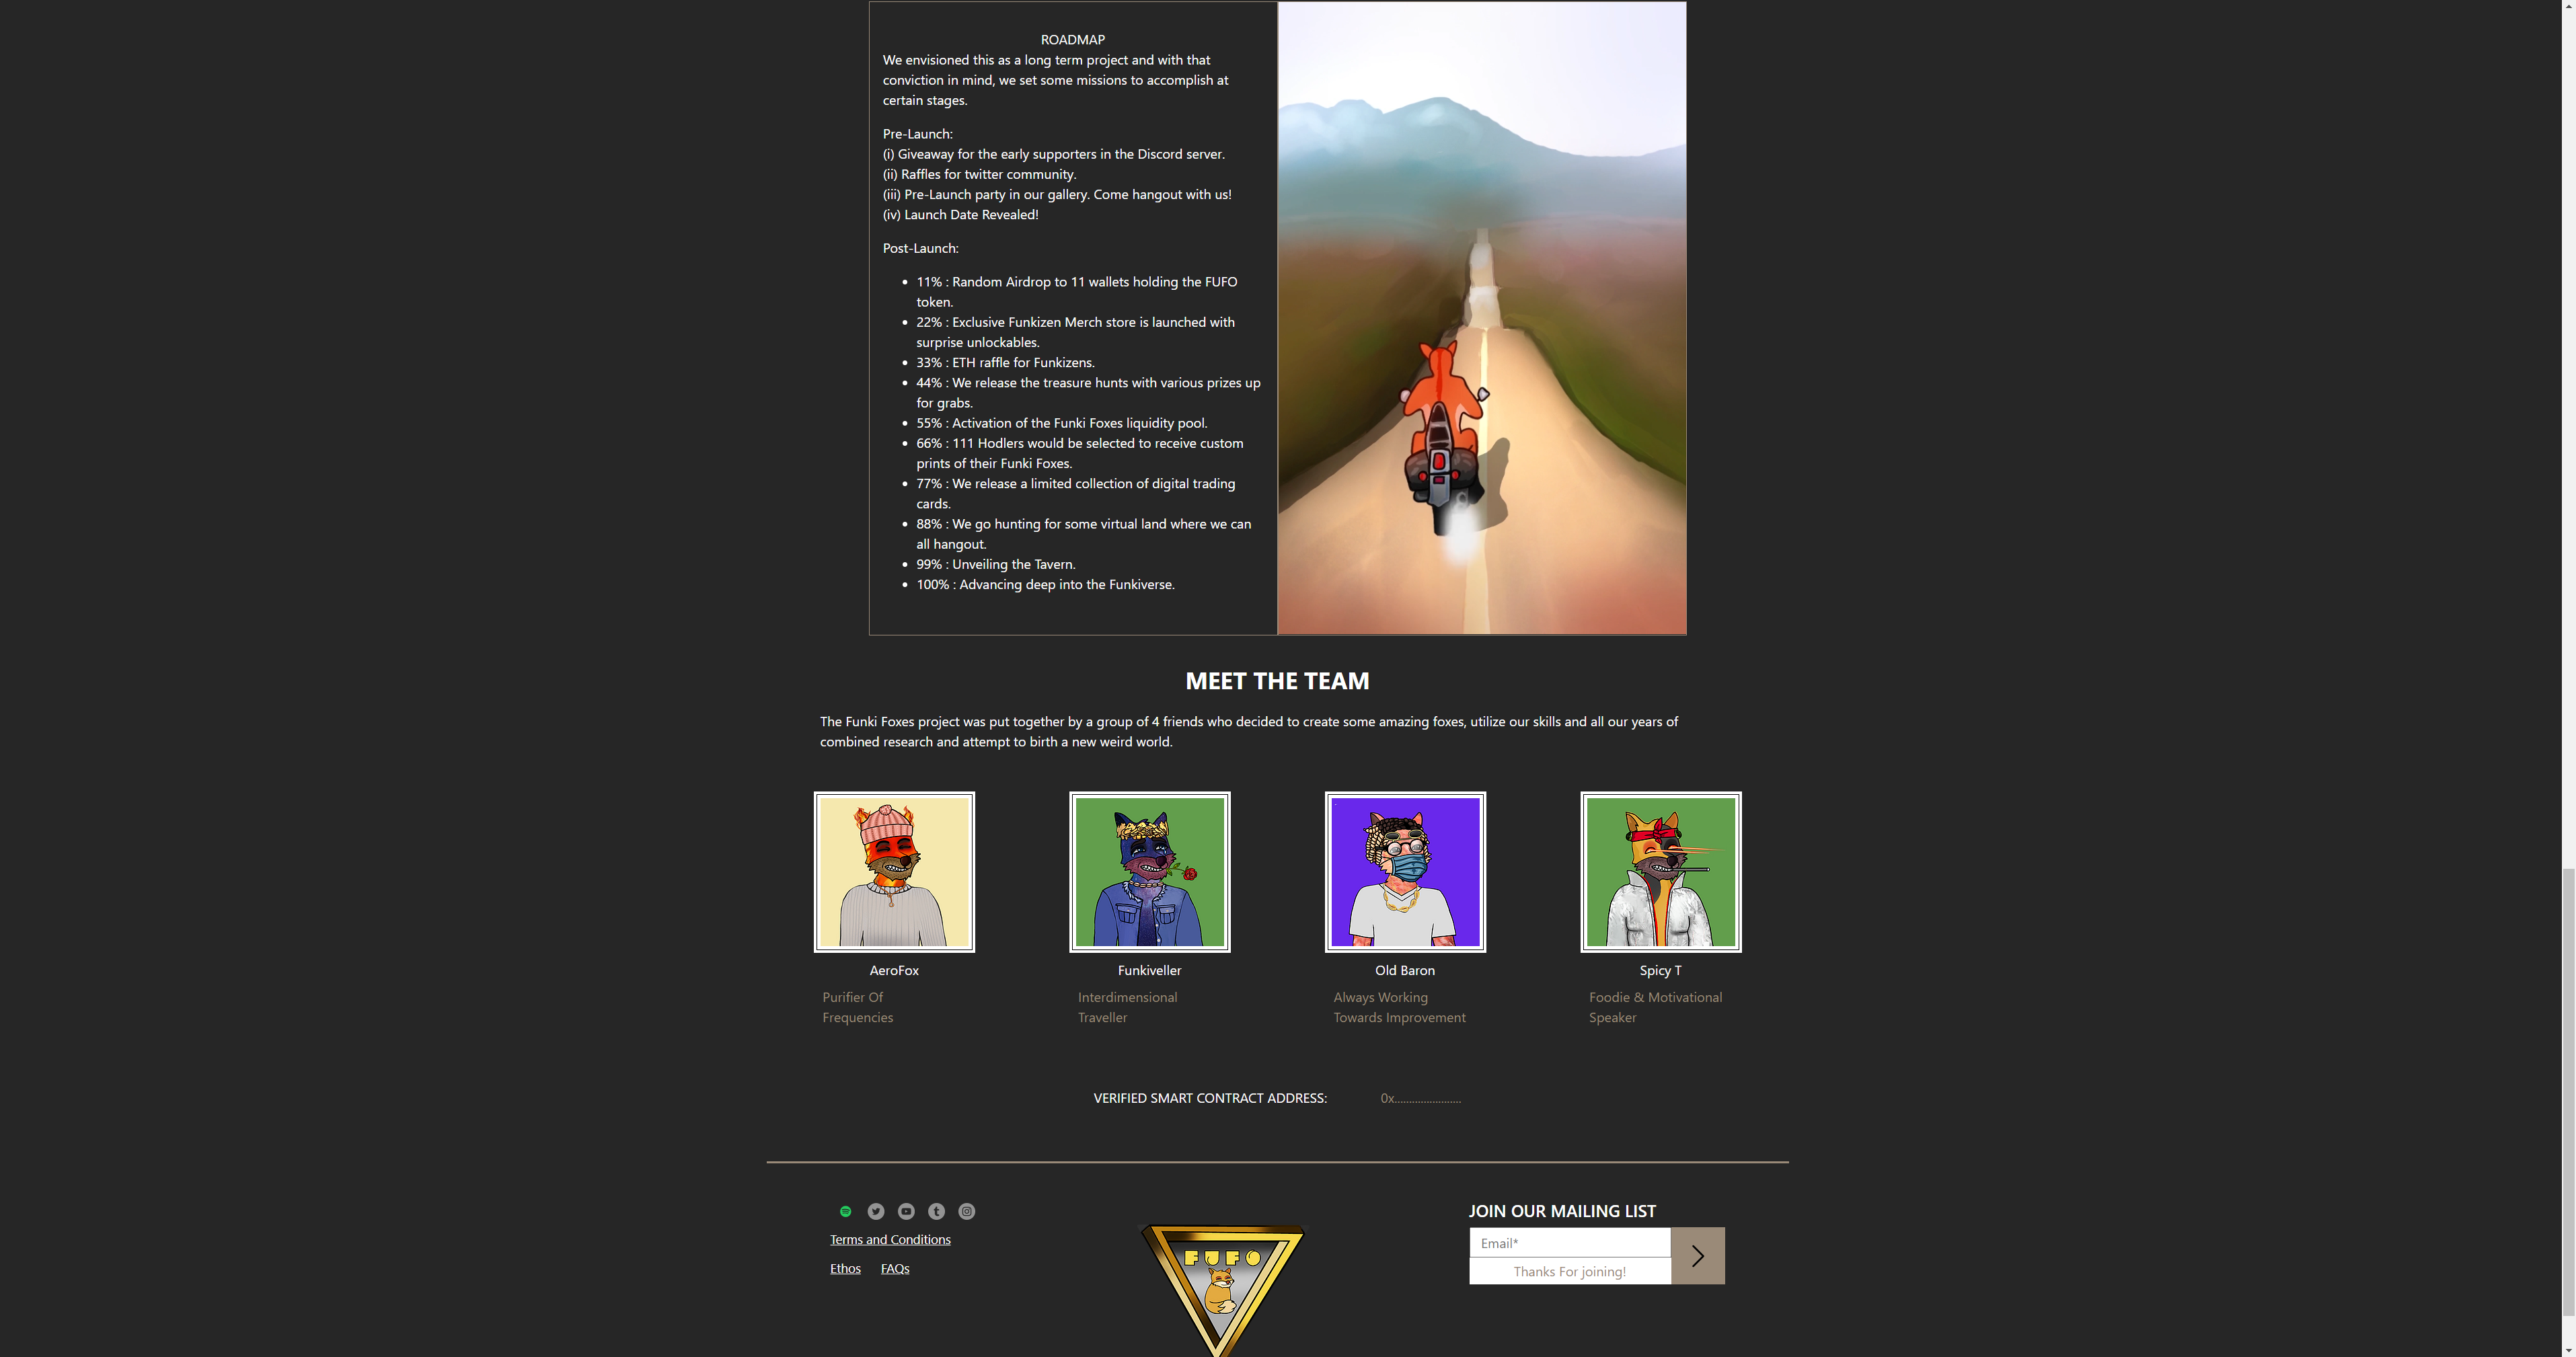 ROADMAP
We envisioned this as a long term project and with that
conviction in mind, we set some missions to accomplish at
certain stages.
Pre-Launch:
(i) Giveaway for the early supporters in the Discord server.
(ii) Raffles for twitter community.
(iii) Pre-Launch party in our gallery. Come hangout with us!
(iv) Launch Date Revealed!
Post-Launch:
• 11% : Random Airdrop to 11 wallets holding the FUFO
token.
• 22% : Exclusive Funkizen Merch store is launched with
surprise unlockables.
• 33% : ETH raffle for Funkizens.
• 44% : We release the treasure hunts with various prizes up
for grabs.
• 55% : Activation of the Funki Foxes liquidity pool.
• 66% : 111 Hodlers would be selected to receive custom
prints of their Funki Foxes.
• 77% : We release a limited collection of digital trading
cards.
• 88% : We go hunting for some virtual land where we can
all hangout.
• 99% : Unveiling the Tavern.
• 100% : Advancing deep into the Funkiverse.
MEET THE TEAM
The Funki Foxes project was put together by a group of 4 friends who decided to create some amazing foxes, utilize our skills and all our years of
combined research and attempt to birth a new weird world.
AeroFox
Purifier Of
Frequencies
Funkiveller
Interdimensional
Traveller
Old Baron
Always Working
Towards Improvement
Spicy T
Foodie & Motivational
Speaker
VERIFIED SMART CONTRACT ADDRESS: 0x.......................
Terms and Conditions
Ethos FAQs
FUFO
JOIN OUR MAILING LIST
Email*
Thanks For joining!